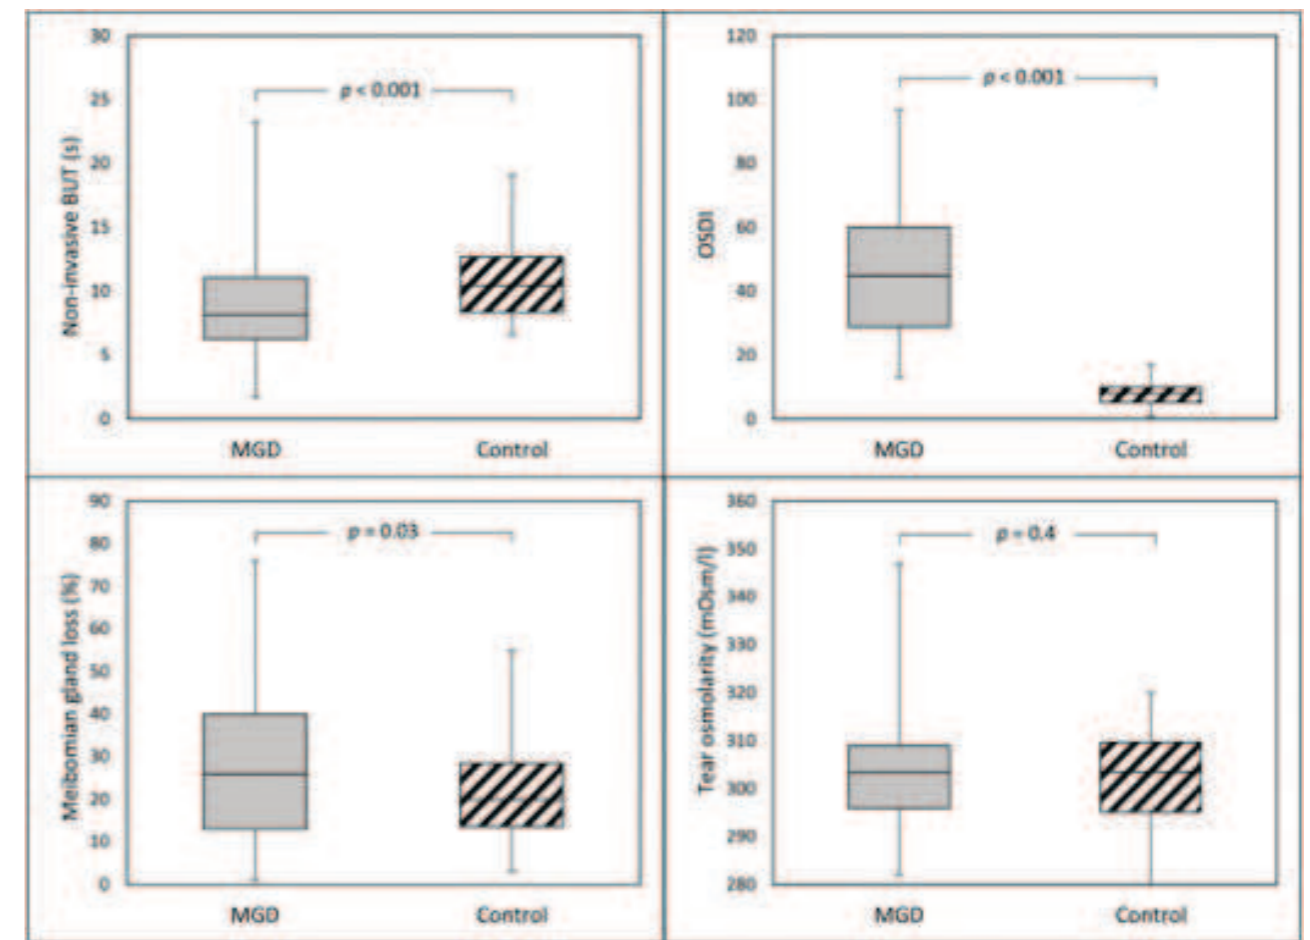 30
25
20
15
10
5
0
Non-invasive BUT (s)
p < 0.001
MGD
Control
120
100
80
60
40
20
0
OSDI
p < 0.001
MGD
Control
90
80
70
60
50
40
30
20
10
0
Meibomian gland loss (%)
p = 0.03
MGD
Control
360
350
340
330
320
310
300
290
280
Tear osmolarity (mOsm/l)
p = 0.4
MGD
Control